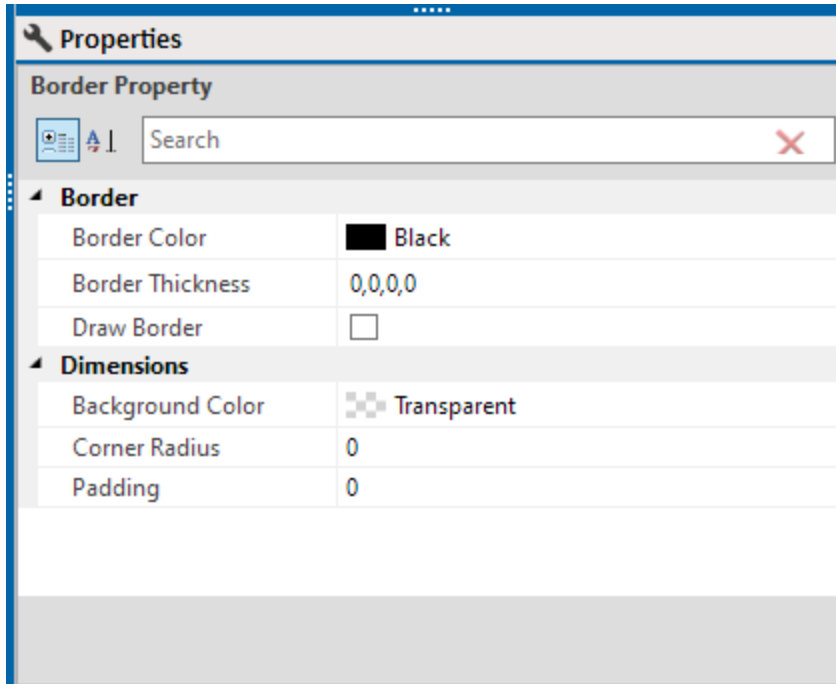 Properties
Border Property
Search
Border
Border Color Black
Border Thickness 0,0,0,0
Draw Border
Dimensions
Background Color Transparent
Corner Radius 0
Padding 0